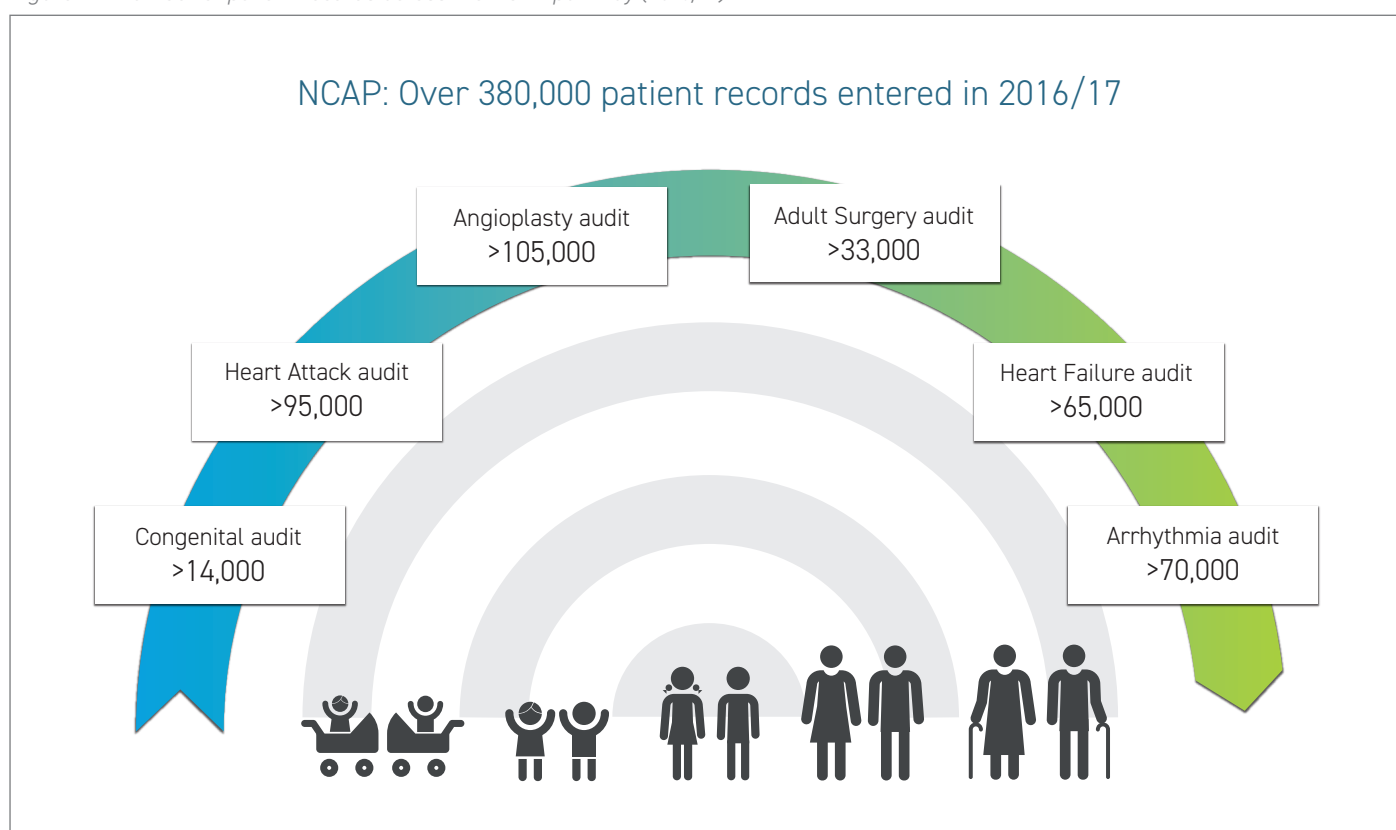 NCAP: Over 380,000 patient records entered in 2016/17
Angioplasty audit
>105,000
Adult Surgery audit
>33,000
Heart Attack audit
>95,000
Heart Failure audit
>65,000
Congenital audit
>14,000
Arrhythmia audit
>70,000